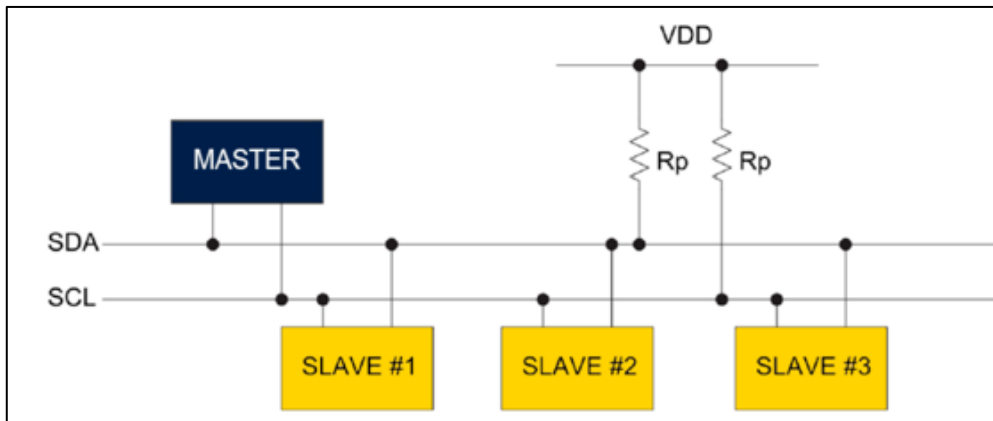 VDD
MASTER
Rp Rp
SDA
SCL
SLAVE #1 SLAVE #2 SLAVE #3